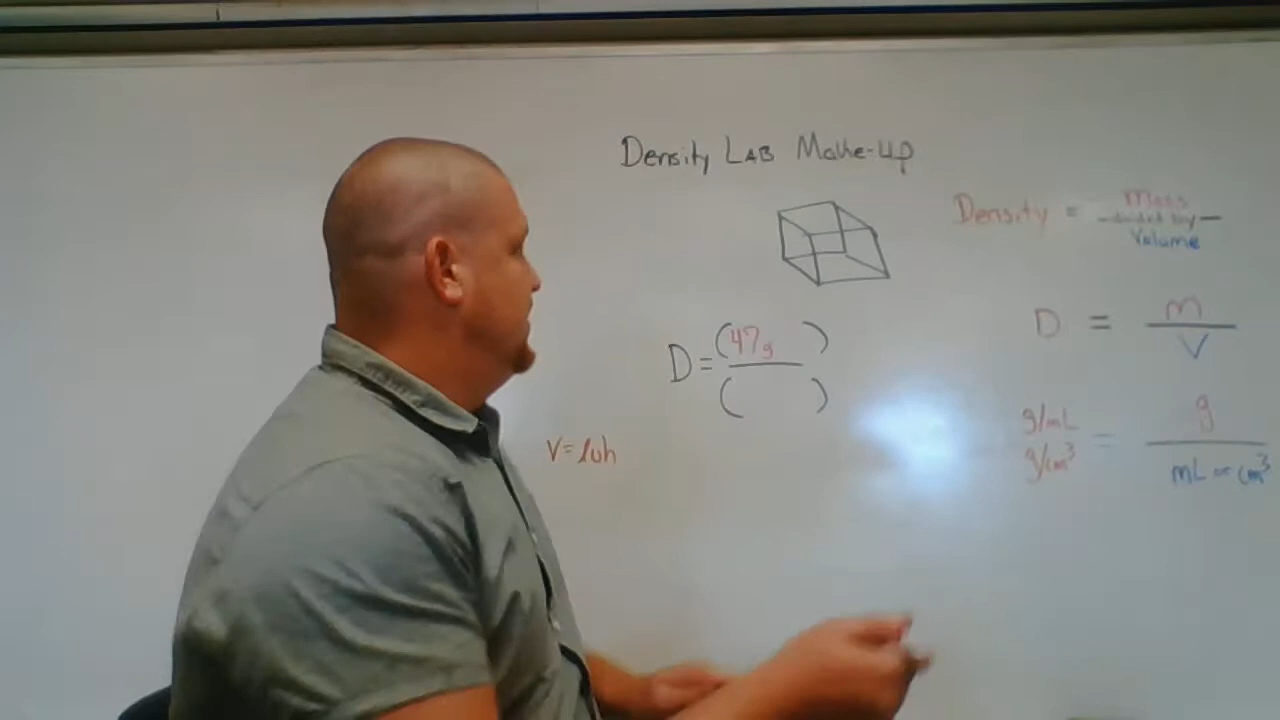 Density LAB Make-up
Density = Mass
divided by
Volume
D = (47g )
( )
D = m
V
V=lwh
g/mL
g/cm³ = g
mL or cm³